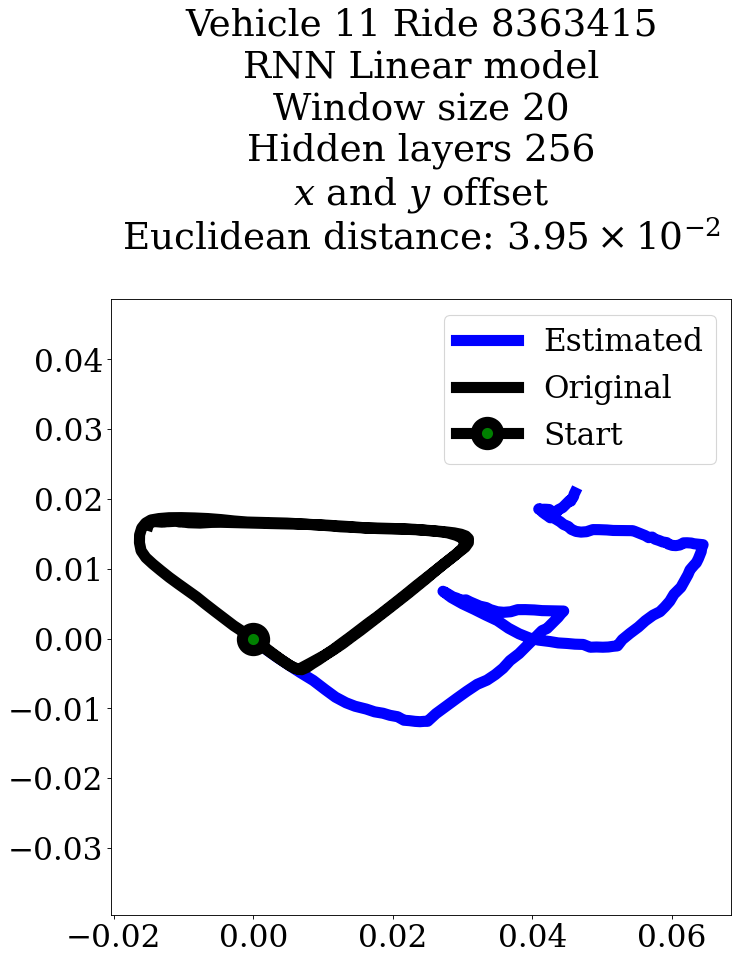 Vehicle 11 Ride 8363415
RNN Linear model
Window size 20
Hidden layers 256
x and y offset
Euclidean distance: 3.95 × 10⁻²
Estimated
Original
Start
0.04
0.03
0.02
0.01
0.00
−0.01
−0.02
−0.03
−0.02 0.00 0.02 0.04 0.06